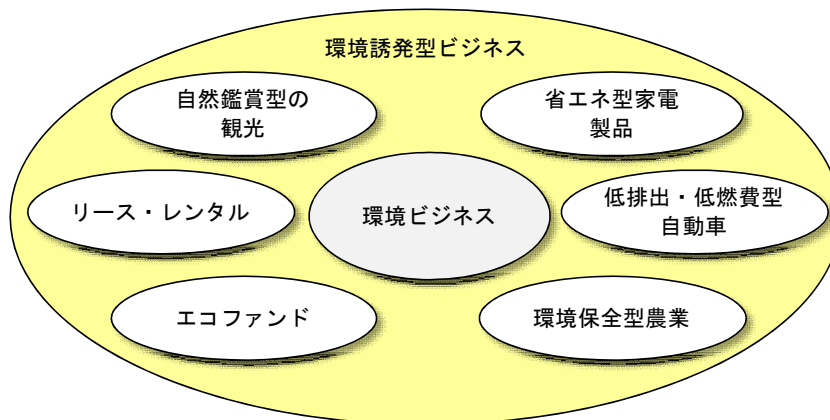 環境誘発型ビジネス
自然鑑賞型の
観光
省エネ型家電
製品
リース・レンタル
環境ビジネス
低排出・低燃費型
自動車
エコファンド
環境保全型農業